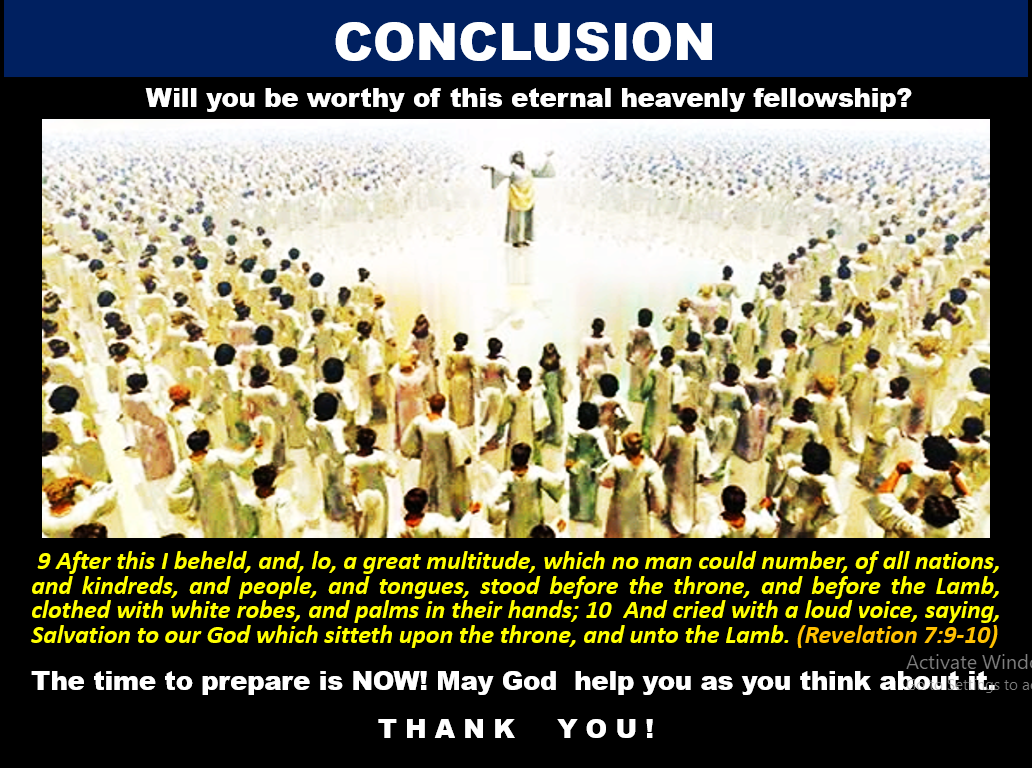 CONCLUSION
Will you be worthy of this eternal heavenly fellowship?
9 After this I beheld, and, lo, a great multitude, which no man could number, of all nations,
and kindreds, and people, and tongues, stood before the throne, and before the Lamb,
clothed with white robes, and palms in their hands; 10 And cried with a loud voice, saying,
Salvation to our God which sitteth upon the throne, and unto the Lamb. (Revelation 7:9-10)
Activate Windo
The time to prepare is NOW! May God help you as you think about it.
to a
THANK YOU!